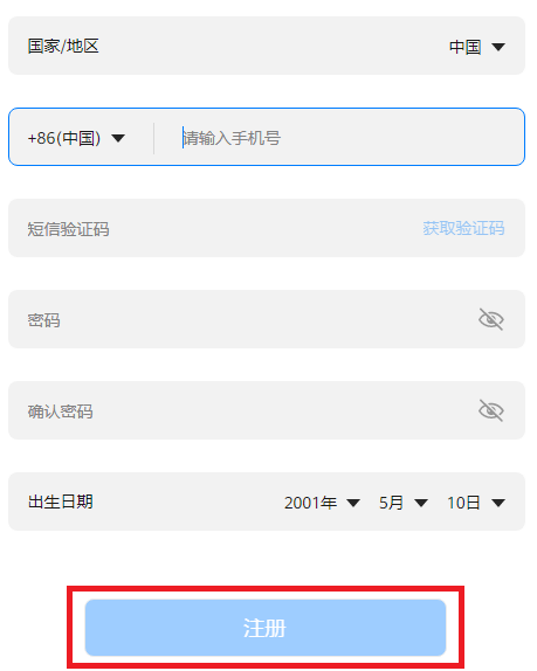 国家/地区 中国
+86(中国) 请输入手机号
短信验证码 获取验证码
密码
确认密码
出生日期 2001年 5月 10日
注册